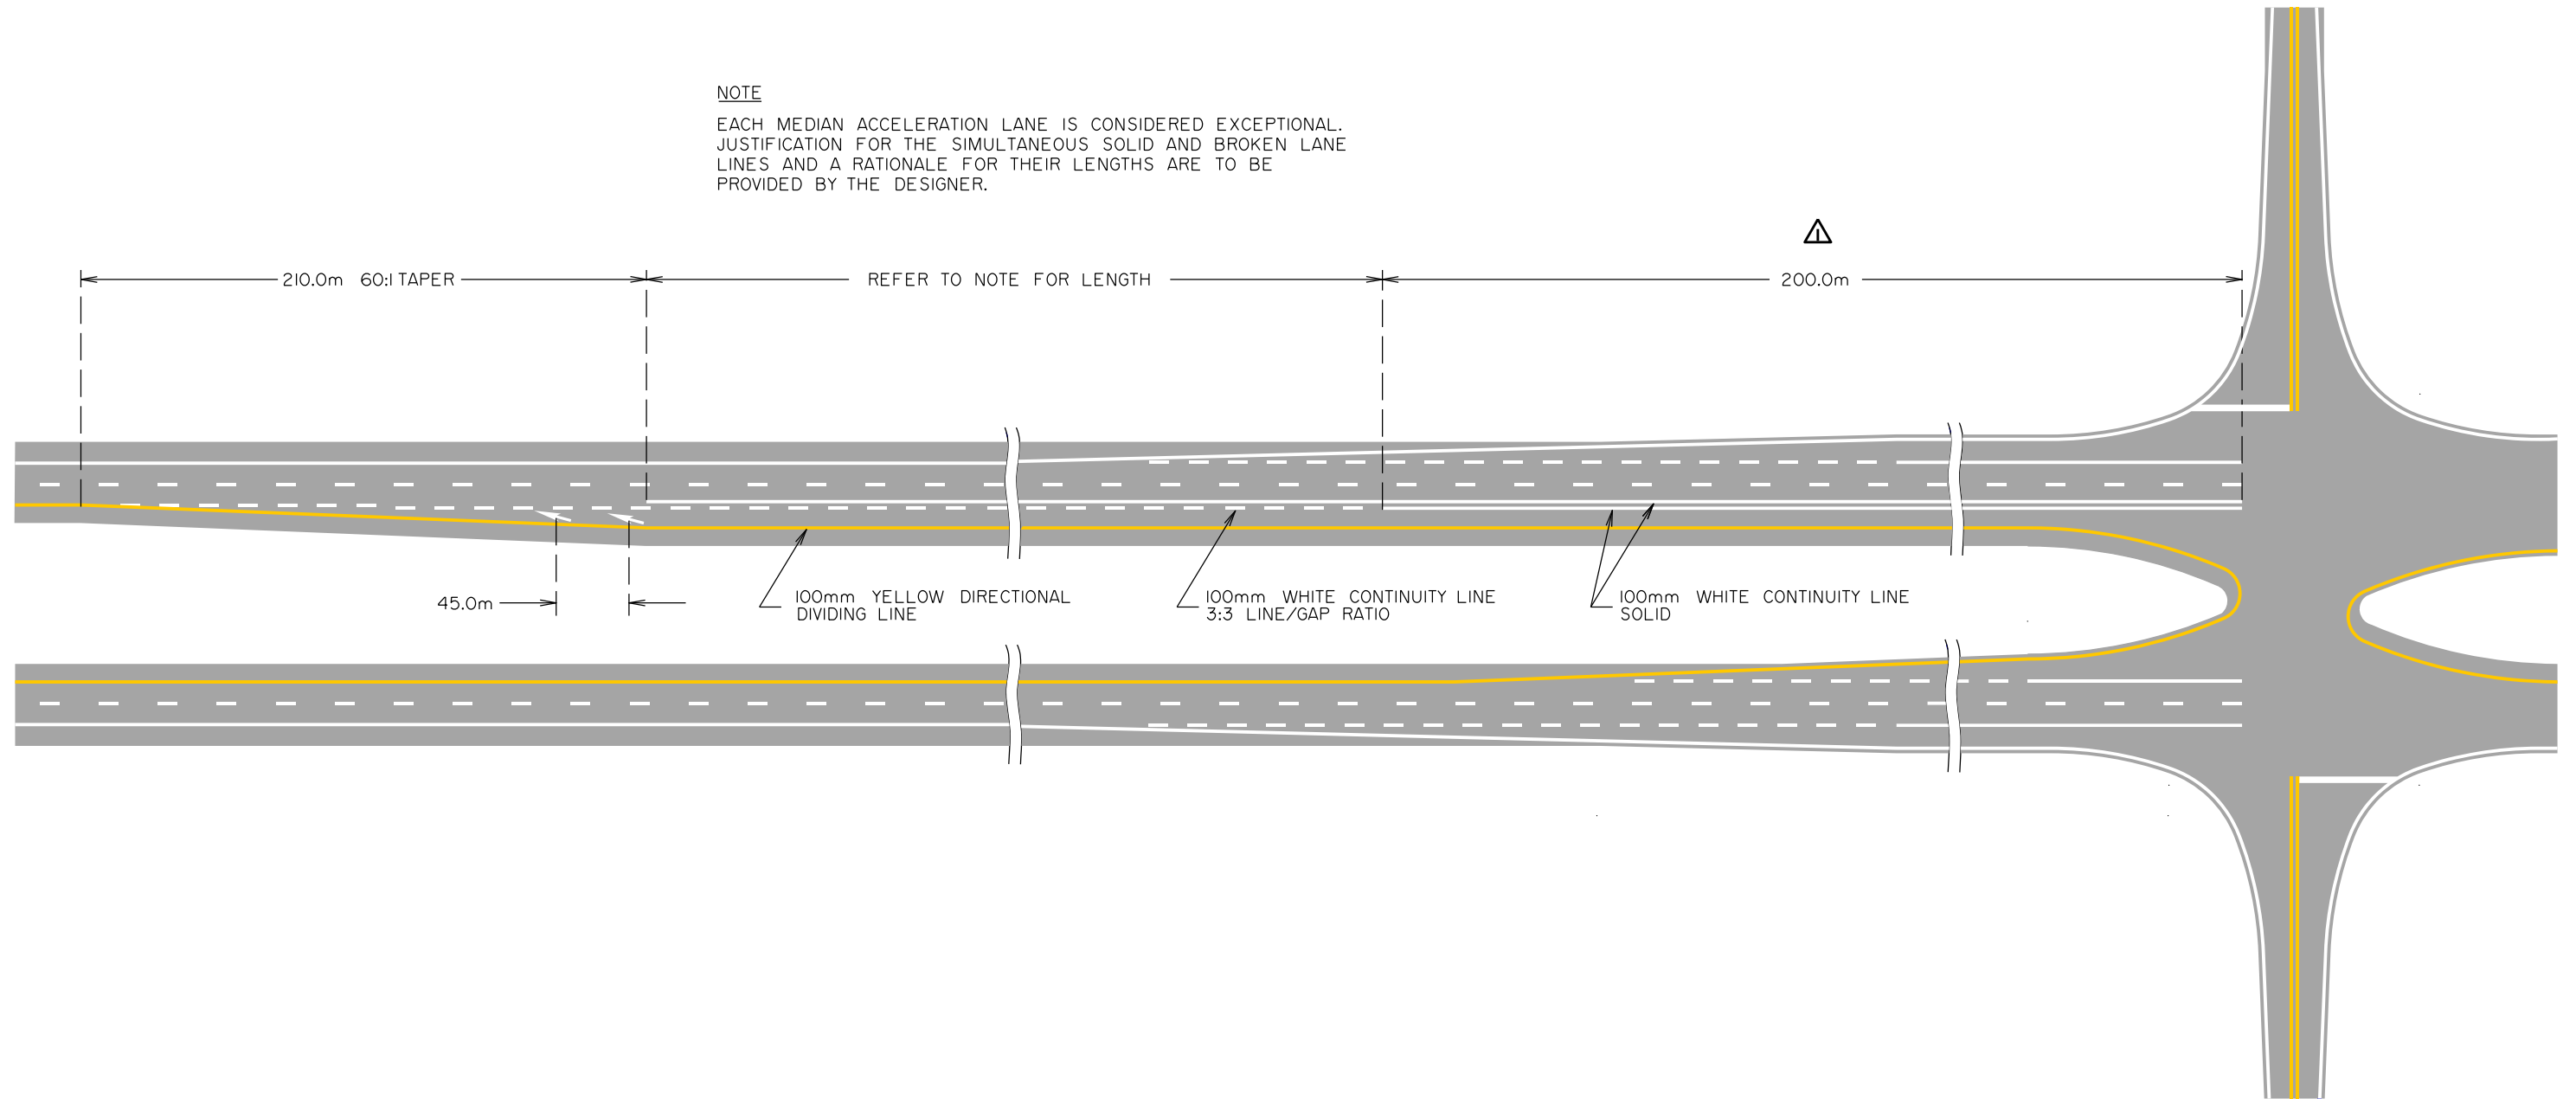 NOTE
EACH MEDIAN ACCELERATION LANE IS CONSIDERED EXCEPTIONAL.
JUSTIFICATION FOR THE SIMULTANEOUS SOLID AND BROKEN LANE
LINES AND A RATIONALE FOR THEIR LENGTHS ARE TO BE
PROVIDED BY THE DESIGNER.
1
210.0m 60:1 TAPER
REFER TO NOTE FOR LENGTH
200.0m
45.0m
100mm YELLOW DIRECTIONAL
DIVIDING LINE
100mm WHITE CONTINUITY LINE
3:3 LINE/GAP RATIO
100mm WHITE CONTINUITY LINE
SOLID